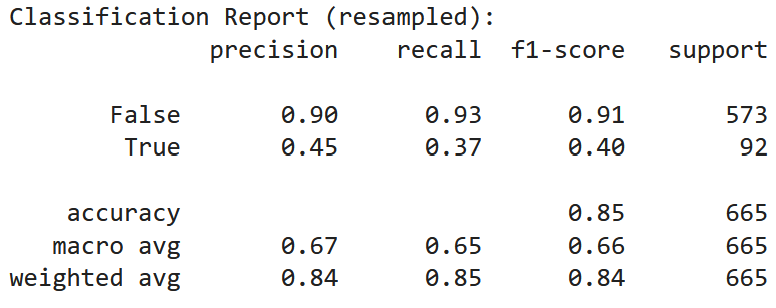 Classification Report (resampled):
precision recall f1-score support
False 0.90 0.93 0.91 573
True 0.45 0.37 0.40 92
accuracy 0.85 665
macro avg 0.67 0.65 0.66 665
weighted avg 0.84 0.85 0.84 665